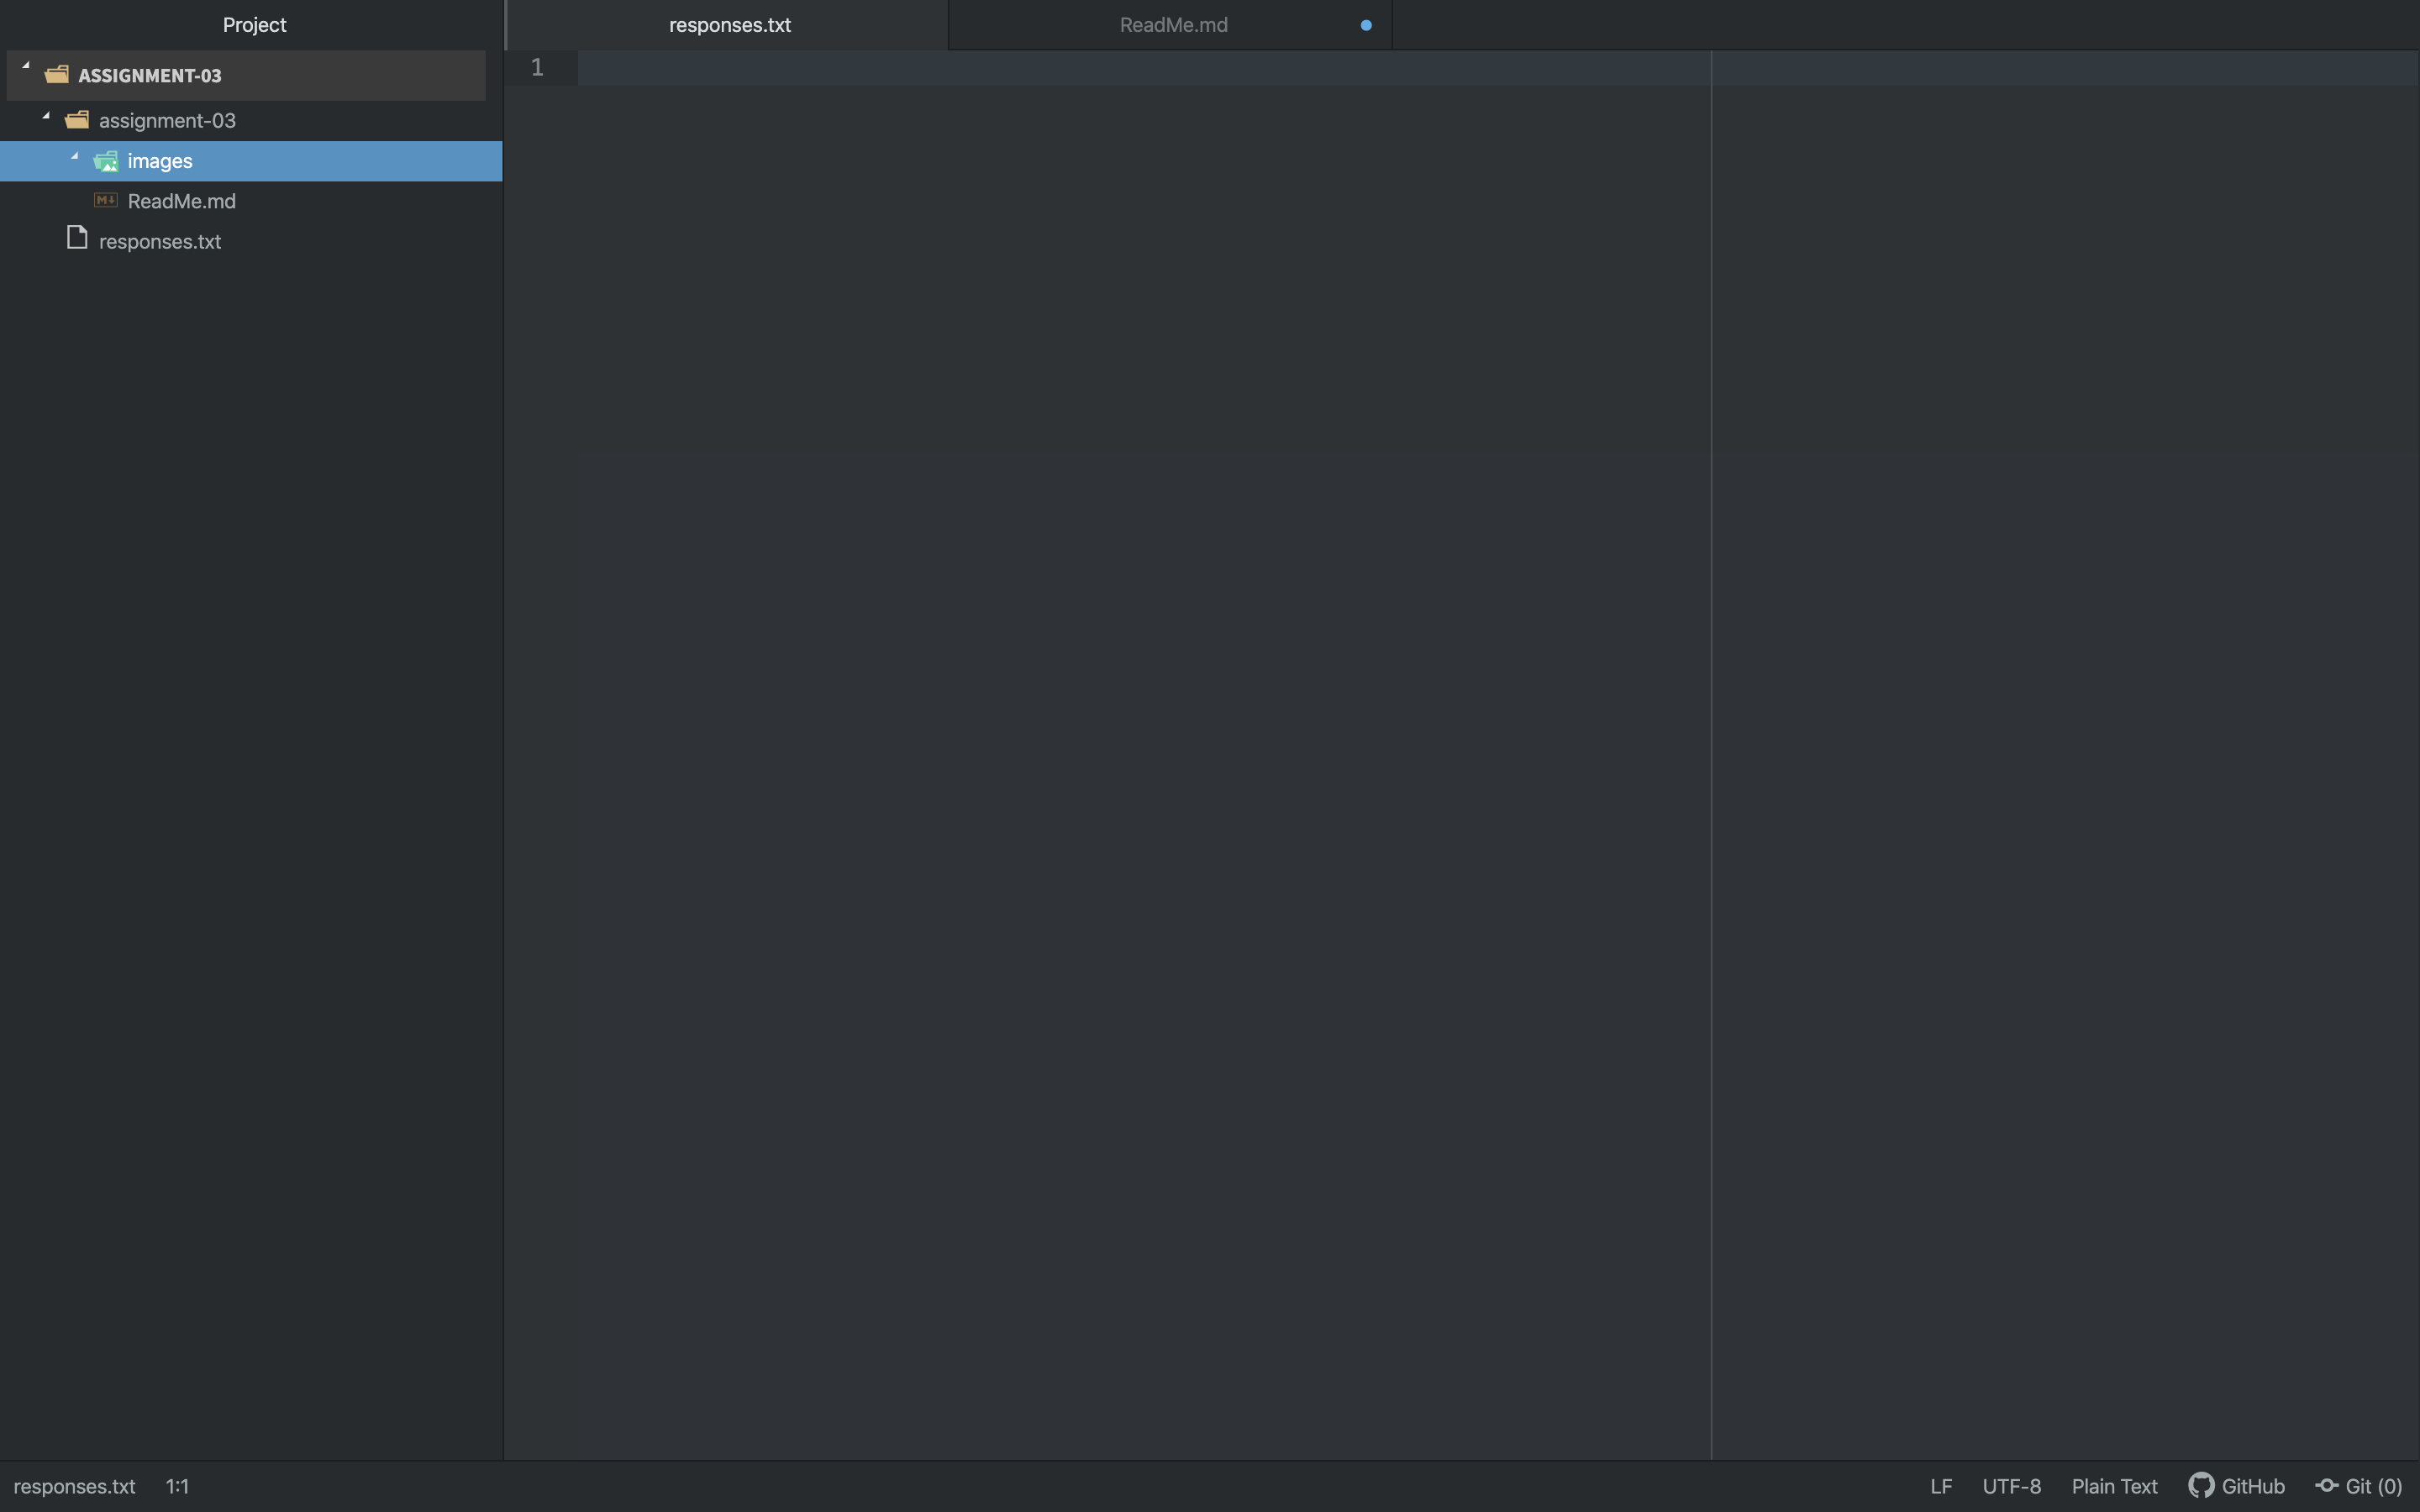 Project
ASSIGNMENT-03
assignment-03
images
M ReadMe.md
responses.txt
responses.txt
ReadMe.md
1
responses.txt 1:1
LF UTF-8 Plain Text GitHub Git (0)